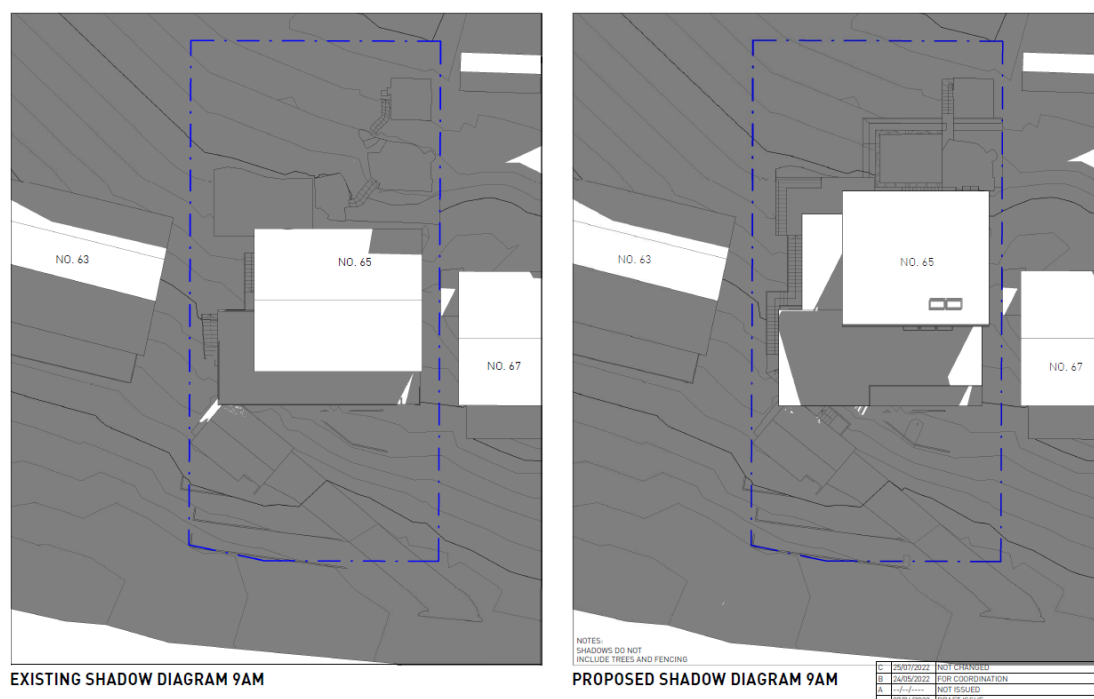 NO. 63
NO. 65
NO. 67
EXISTING SHADOW DIAGRAM 9AM
NO. 63
NO. 65
NO. 67
NOTES:
SHADOWS DO NOT
INCLUDE TREES AND FENCING
PROPOSED SHADOW DIAGRAM 9AM
C 25/07/2022 NOT CHANGED
B 24/05/2022 FOR COORDINATION
A --/--/---- NOT ISSUED